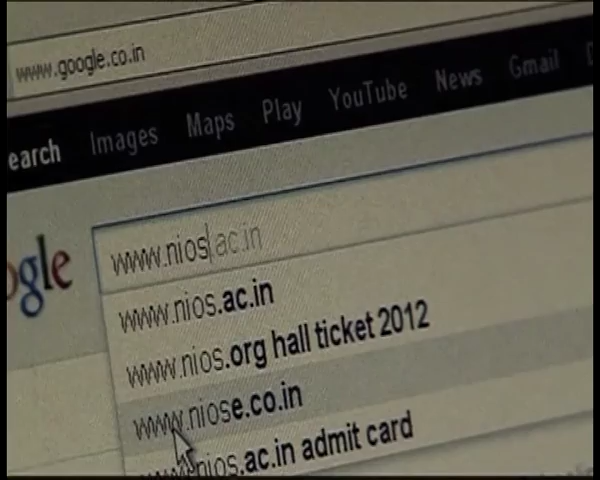 www.google.co.in
earch Images Maps Play YouTube News Gmail D
ogle
www.nios.ac.in
www.nios.ac.in
www.nios.org hall ticket 2012
www.niose.co.in
www.nios.ac.in admit card